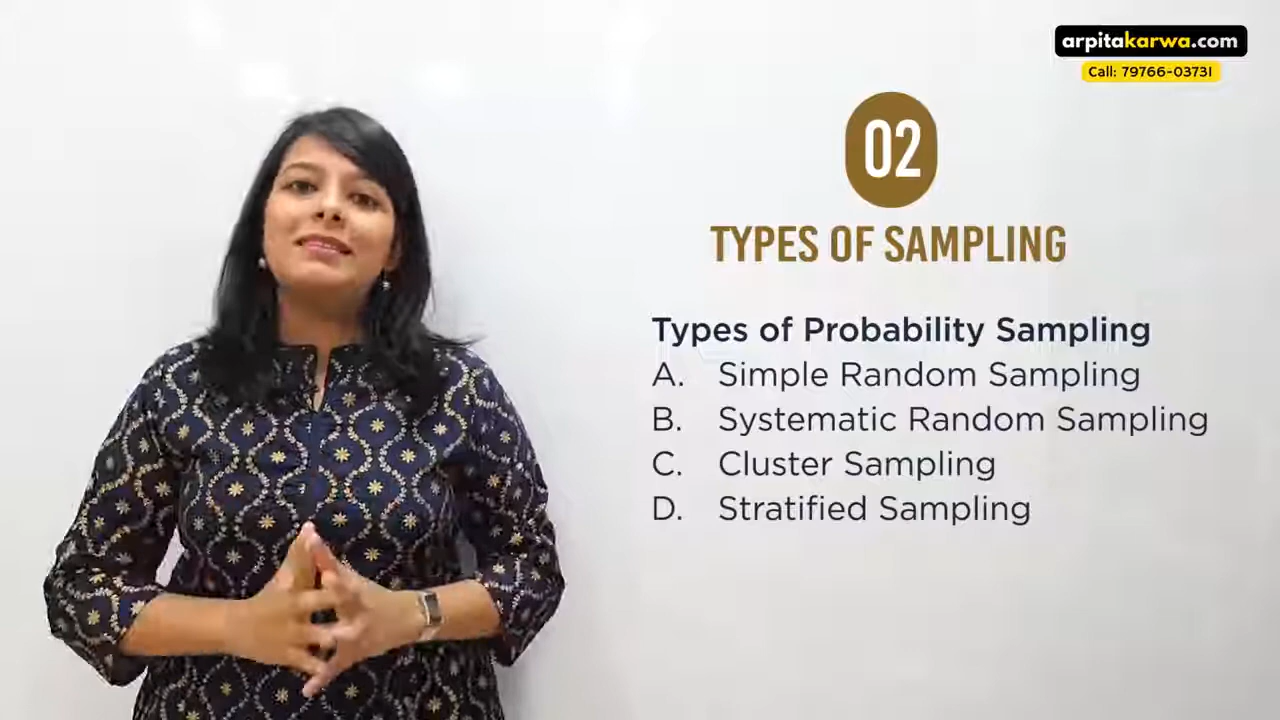 arpitakarwa.com
Call: 79766-03731
02
TYPES OF SAMPLING
Types of Probability Sampling
A. Simple Random Sampling
B. Systematic Random Sampling
C. Cluster Sampling
D. Stratified Sampling